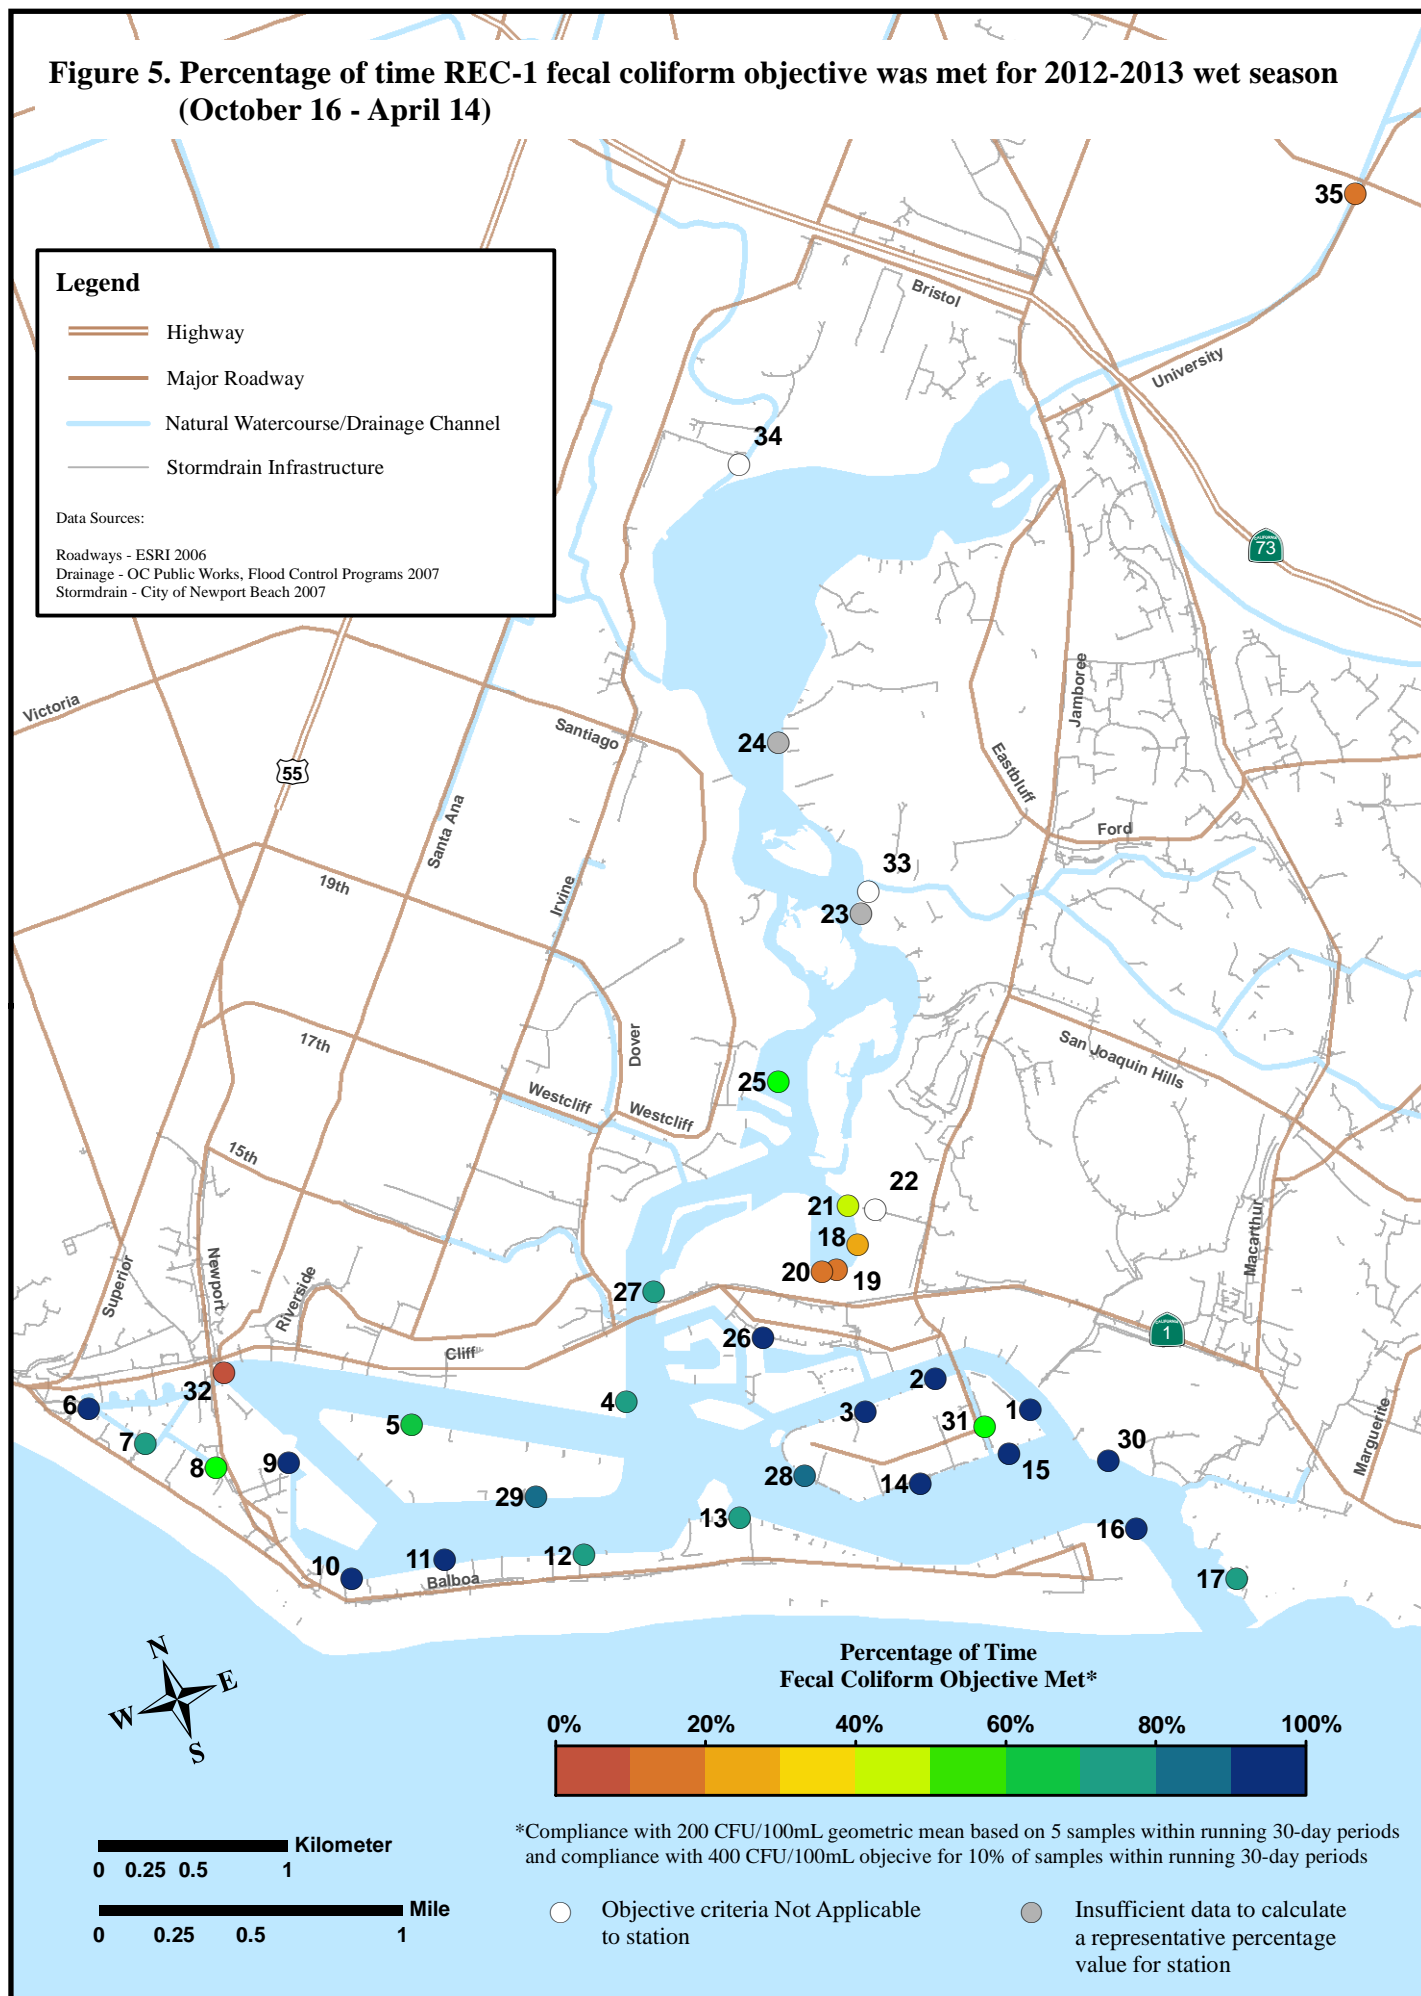 Figure 5. Percentage of time REC-1 fecal coliform objective was met for 2012-2013 wet season
(October 16 - April 14)
35
Legend
Highway
Major Roadway
Natural Watercourse/Drainage Channel
Stormdrain Infrastructure
Data Sources:
Roadways - ESRI 2006
Drainage - OC Public Works, Flood Control Programs 2007
Stormdrain - City of Newport Beach 2007
Bristol
University
34
CALIFORNIA
73
Victoria
Santiago
Jamboree
24
55
Eastbluff
Santa Ana
Ford
33
19th
Irvine
23
17th
Dover
San Joaquin Hills
25
Westcliff
Westcliff
15th
22
21
Macarthur
18
Superior
Newport
Riverside
20
19
27
26
CALIFORNIA
1
Cliff
32
6
4
2
3
1
5
31
7
Marguerite
8
9
30
15
28
14
29
13
16
10
11
12
Balboa
17
N
E
W
S
Percentage of Time
Fecal Coliform Objective Met*
0% 20% 40% 60% 80% 100%
*Compliance with 200 CFU/100mL geometric mean based on 5 samples within running 30-day periods
and compliance with 400 CFU/100mL objecive for 10% of samples within running 30-day periods
Kilometer
0 0.25 0.5 1
Mile
0 0.25 0.5 1
Objective criteria Not Applicable
to station
Insufficient data to calculate
a representative percentage
value for station